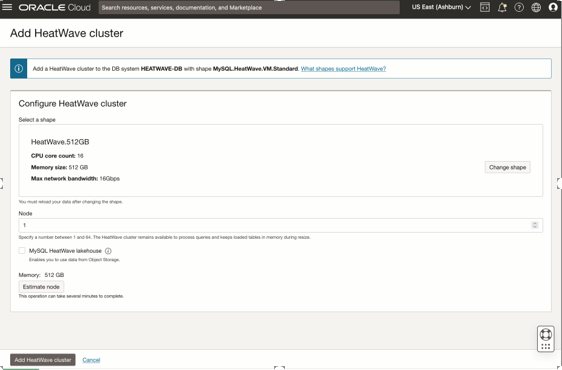 ORACLE Cloud
Search resources, services, documentation, and Marketplace
US East (Ashburn)
Add HeatWave cluster
Add a HeatWave cluster to the DB system HEATWAVE-DB with shape MySQL.HeatWave.VM.Standard. What shapes support HeatWave?
Configure HeatWave cluster
Select a shape
HeatWave.512GB
CPU core count: 16
Memory size: 512 GB
Max network bandwidth: 16Gbps
Change shape
You must reload your data after changing the shape.
Node
1
Specify a number between 1 and 64. The HeatWave cluster remains available to process queries and keeps loaded tables in memory during resize.
MySQL HeatWave lakehouse
Enables you to use data from Object Storage.
Memory: 512 GB
Estimate node
This operation can take several minutes to complete.
Add HeatWave cluster
Cancel